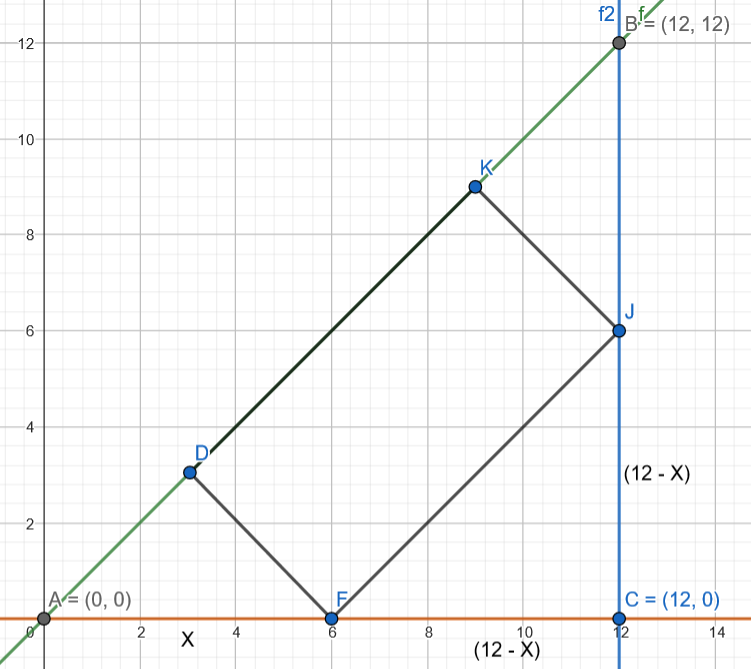 f2 f
B = (12, 12)
12
10
K
8
J
6
D
4
(12 - X)
2
A = (0, 0)
F
C = (12, 0)
0 2 4 6 8 10 12 14
X
(12 - X)